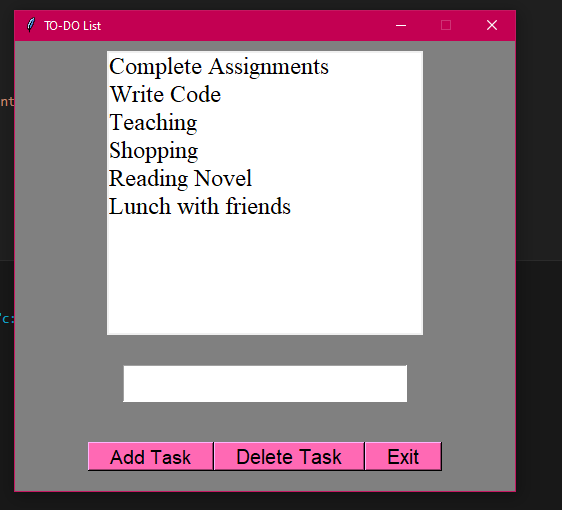 TO-DO List
nt
Complete Assignments
Write Code
Teaching
Shopping
Reading Novel
Lunch with friends
c:
Add Task Delete Task Exit